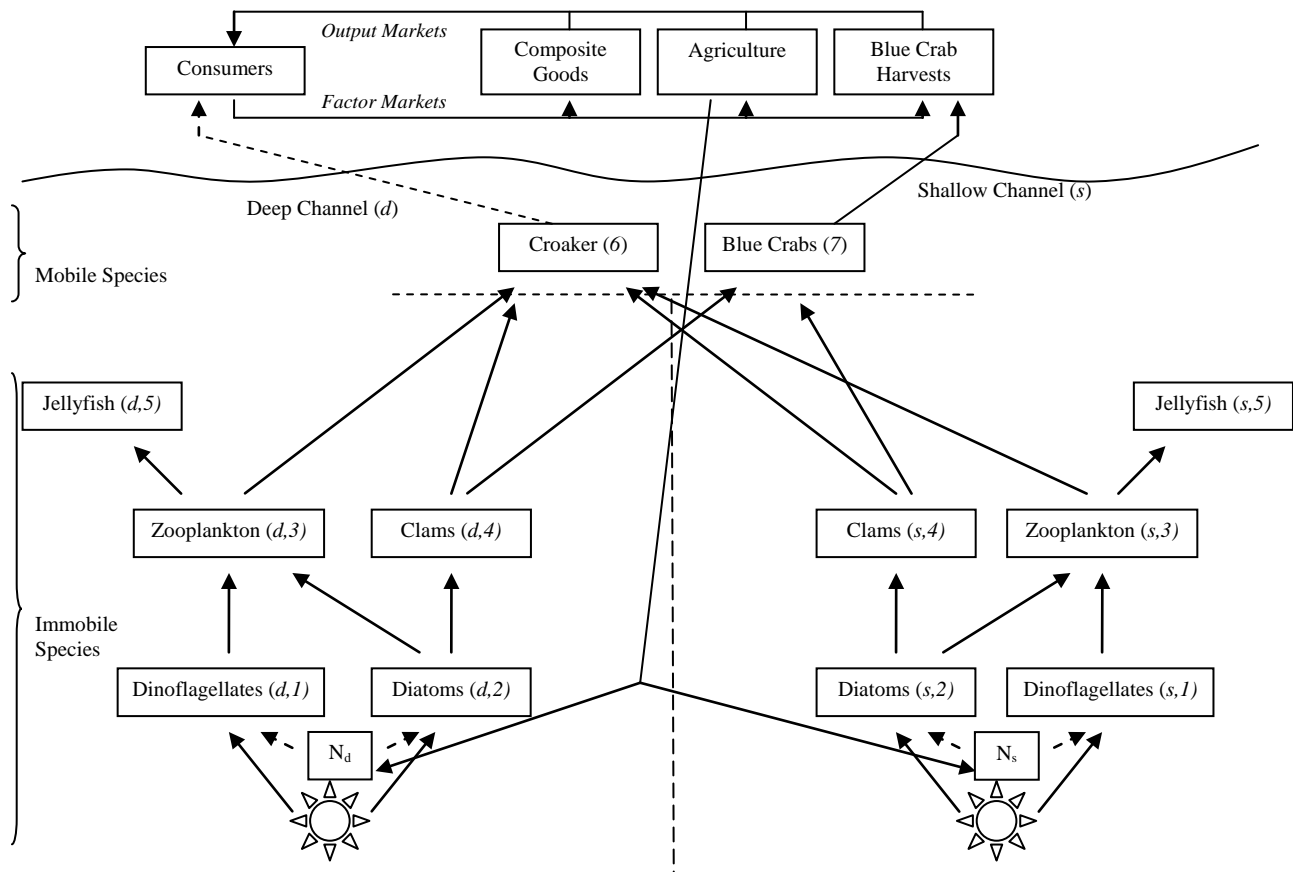 Output Markets
Consumers
Composite
Goods
Agriculture
Blue Crab
Harvests
Factor Markets
Shallow Channel (s)
Deep Channel (d)
Croaker (6)
Blue Crabs (7)
Mobile Species
Jellyfish (d,5)
Jellyfish (s,5)
Zooplankton (d,3)
Clams (d,4)
Clams (s,4)
Zooplankton (s,3)
Immobile
Species
Dinoflagellates (d,1)
Diatoms (d,2)
Diatoms (s,2)
Dinoflagellates (s,1)
Nd
Ns